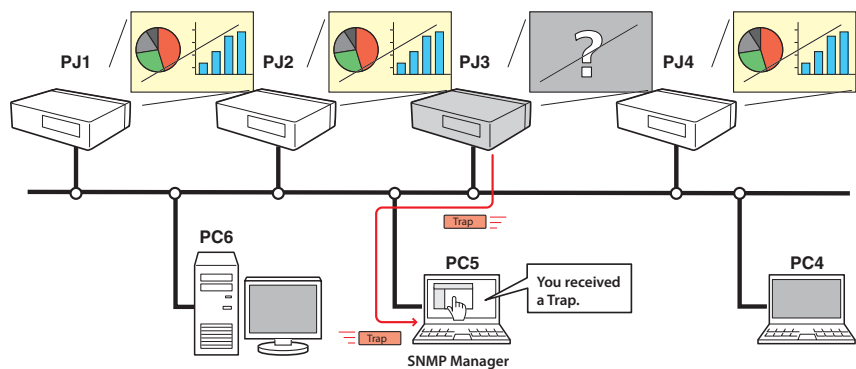 PJ1
PJ2
PJ3
?
PJ4
Trap
PC6
PC5
You received
a Trap.
PC4
Trap
SNMP Manager